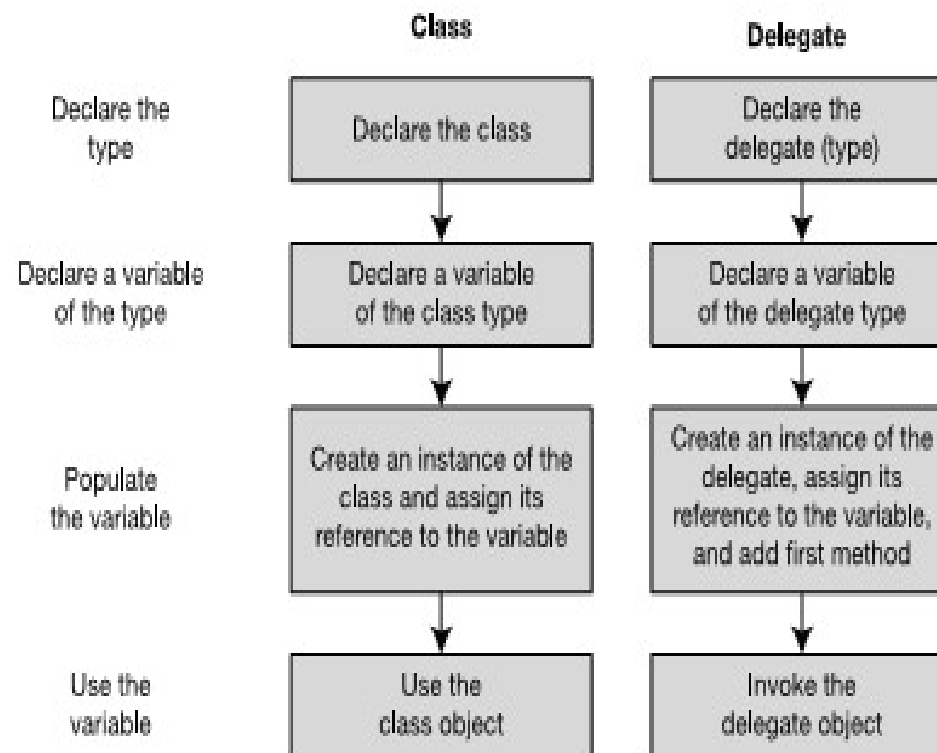 Class
Delegate
Declare the
type
Declare the class
Declare the
delegate (type)
Declare a variable
of the type
Declare a variable
of the class type
Declare a variable
of the delegate type
Populate
the variable
Create an instance of the
class and assign its
reference to the variable
Create an instance of the
delegate, assign its
reference to the variable,
and add first method
Use the
variable
Use the
class object
Invoke the
delegate object